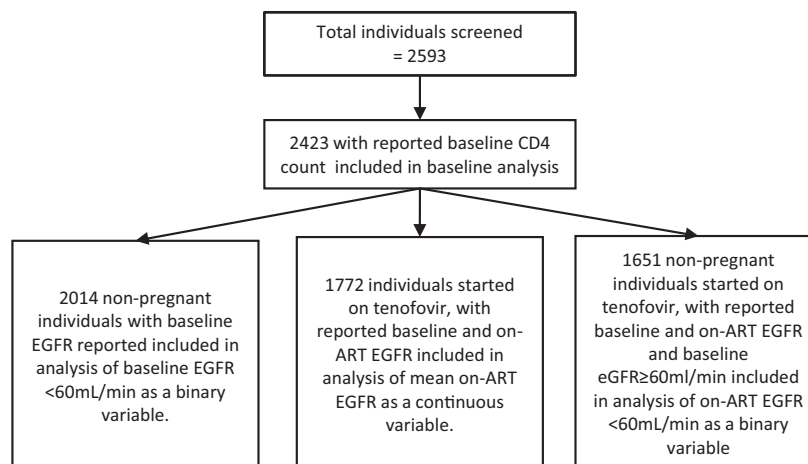 Total individuals screened
= 2593
2423 with reported baseline CD4
count included in baseline analysis
2014 non-pregnant
individuals with baseline
EGFR reported included in
analysis of baseline EGFR
<60mL/min as a binary
variable.
1772 individuals started
on tenofovir, with
reported baseline and on-
ART EGFR included in
analysis of mean on-ART
EGFR as a continuous
variable.
1651 non-pregnant
individuals started on
tenofovir, with reported
baseline and on-ART EGFR
and baseline
eGFR≥60ml/min included
in analysis of on-ART EGFR
<60mL/min as a binary
variable